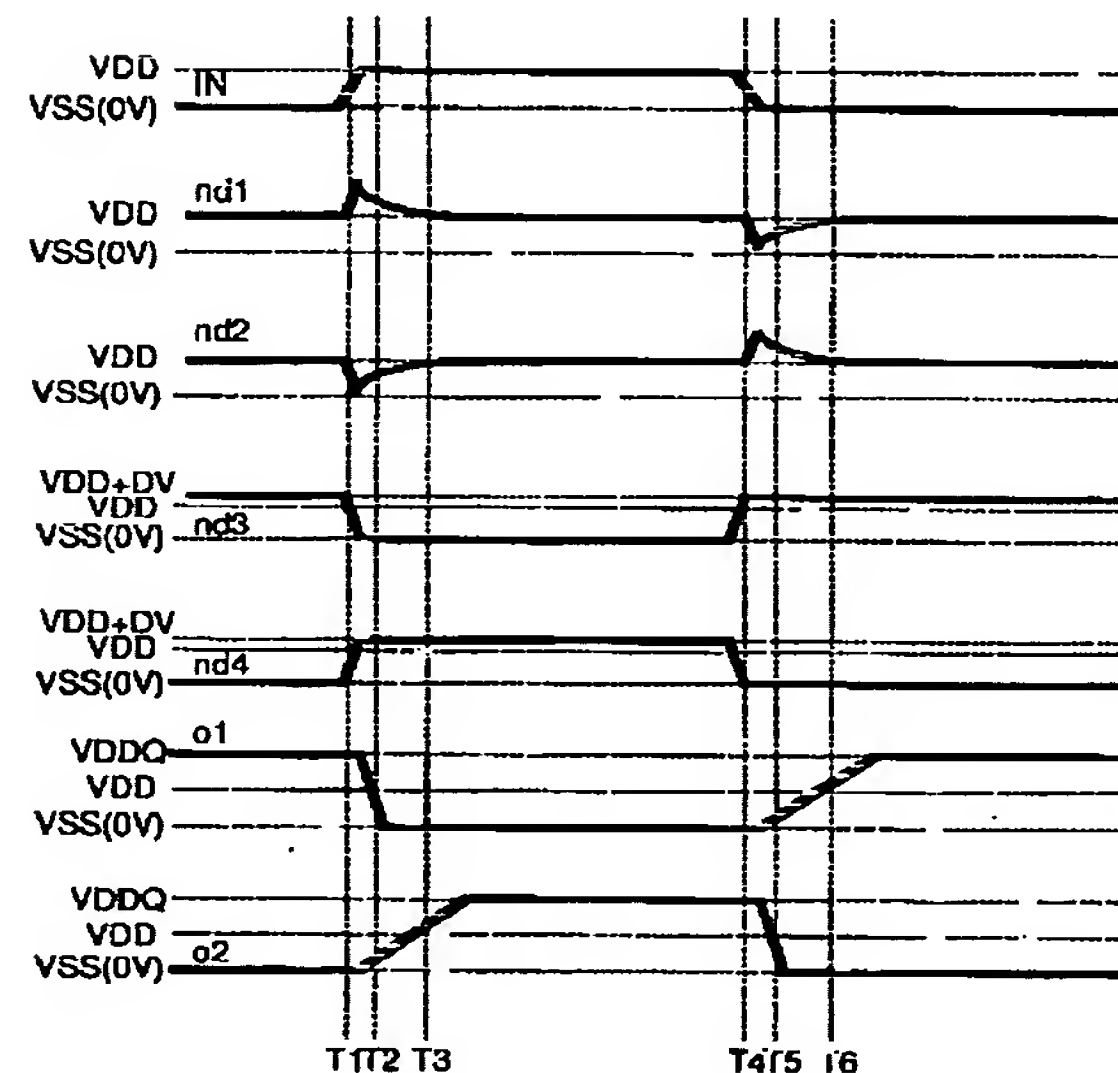 VDD
IN
VSS(0V)
nd1
VDD
VSS(0V)
nd2
VDD
VSS(0V)
VDD+DV
VDD
nd3
VSS(0V)
VDD+DV
VDD
nd4
VSS(0V)
o1
VDDQ
VDD
VSS(0V)
VDDQ
VDD
o2
VSS(0V)
T1 T2 T3 T4 T5 T6